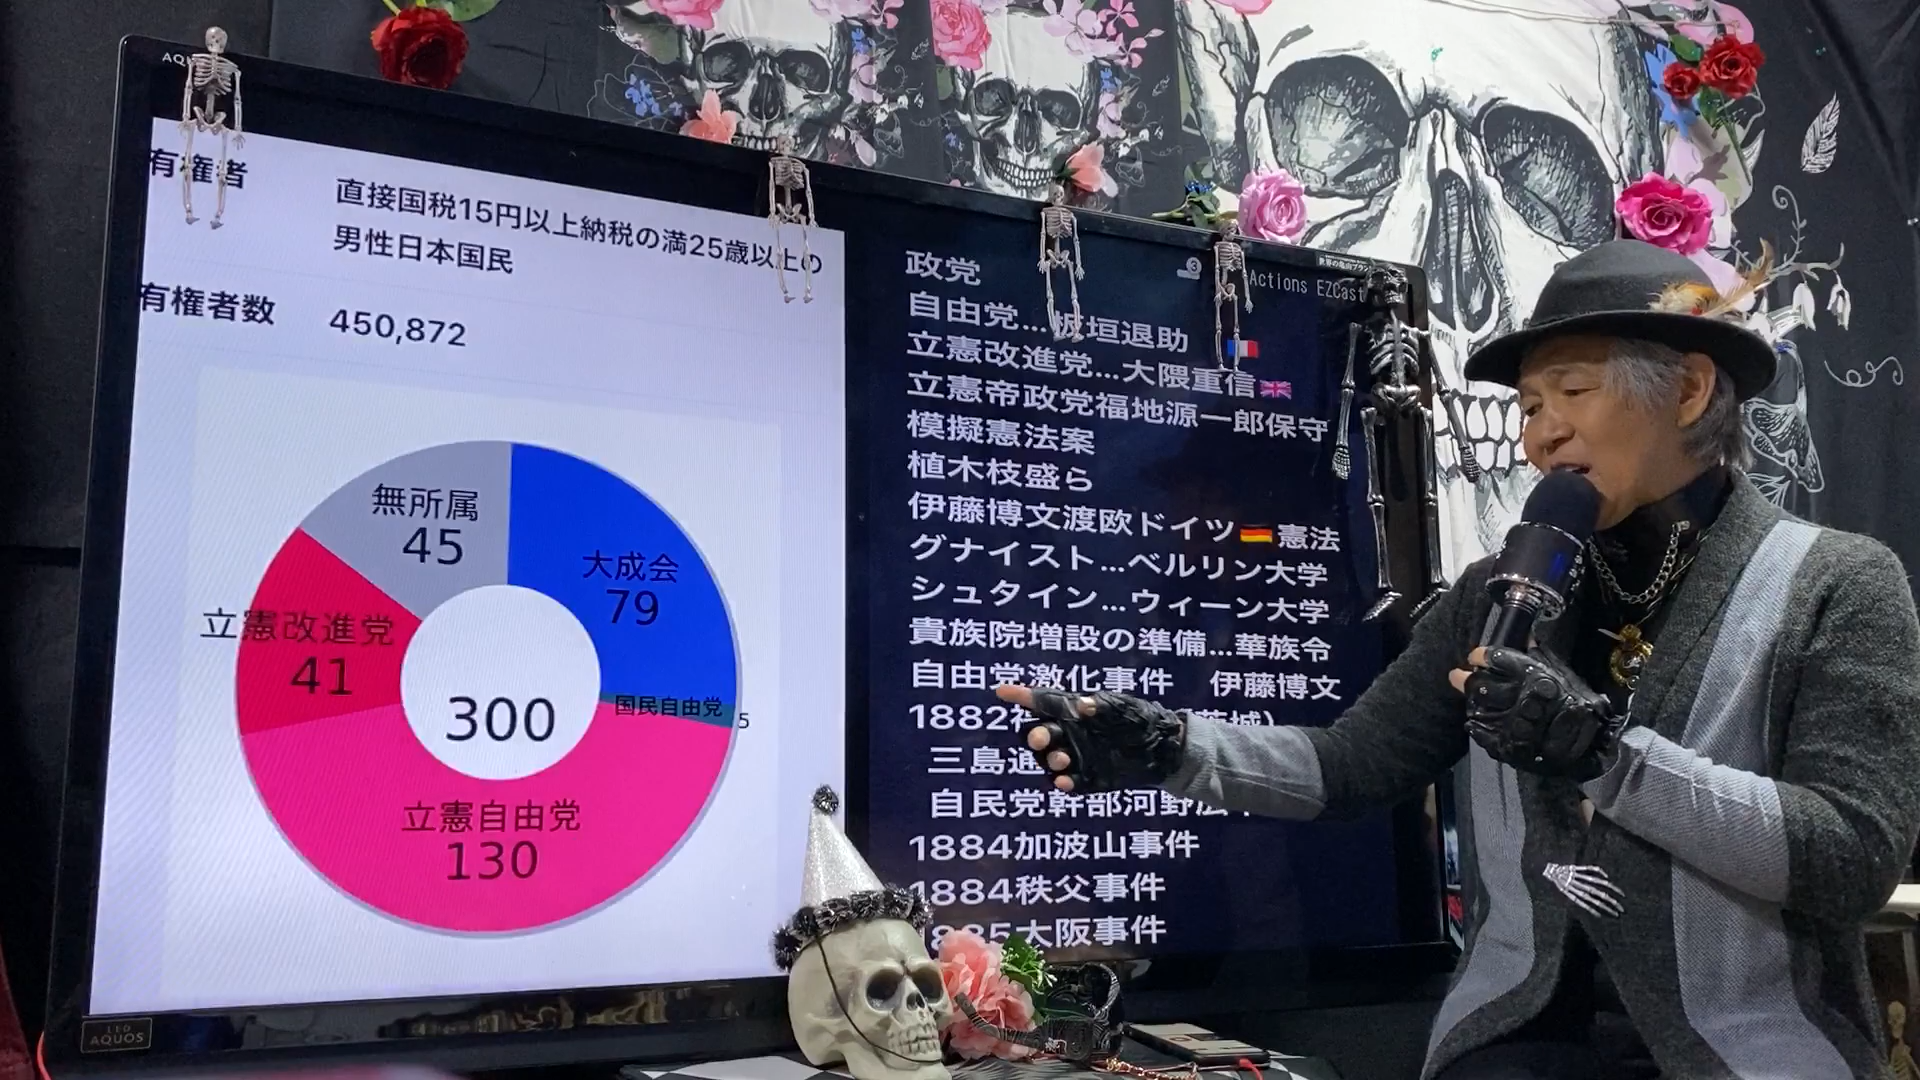 有権者
直接国税15円以上納税の満25歳以上の
男性日本国民
有権者数
450,872
無所属
45
大成会
79
立憲改進党
41
国民自由党
5
300
立憲自由党
130
政党
自由党…板垣退助
立憲改進党…大隈重信
立憲帝政党福地源一郎保守
模擬憲法案
植木枝盛ら
伊藤博文渡欧ドイツ憲法
グナイスト…ベルリン大学
シュタイン…ウィーン大学
貴族院増設の準備…華族令
自由党激化事件 伊藤博文
1882
三島通
自民党幹部河野広
1884加波山事件
1884秩父事件
1885大阪事件
Actions EZCast
LED
AQUOS